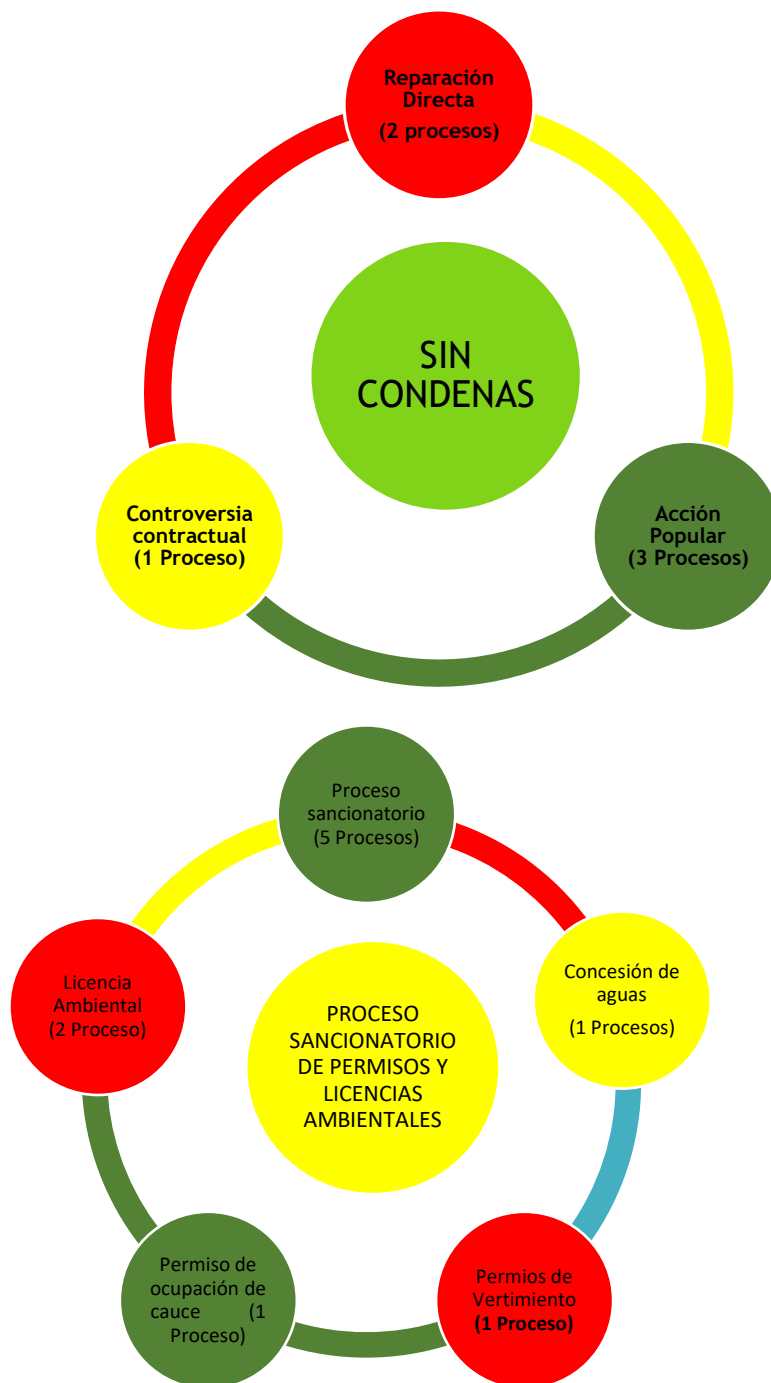 Reparación
Directa
(2 procesos)
SIN
CONDENAS
Controversia
contractual
(1 Proceso)
Acción
Popular
(3 Procesos)
Proceso
sancionatorio
(5 Procesos)
Licencia
Ambiental
(2 Proceso)
Concesión de
aguas
(1 Procesos)
PROCESO
SANCIONATORIO
DE PERMISOS Y
LICENCIAS
AMBIENTALES
Permiso de
ocupación de
cauce (1
Proceso)
Permios de
Vertimiento
(1 Proceso)